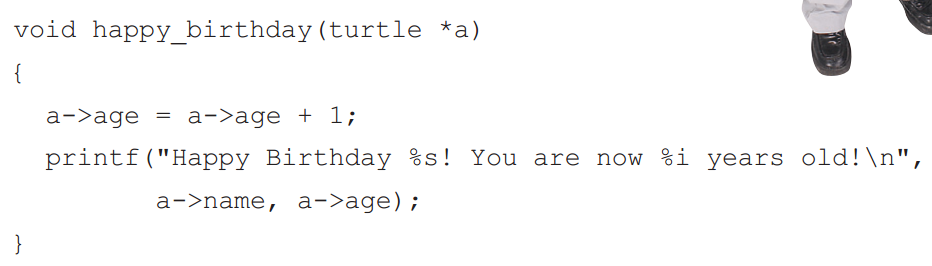 void happy_birthday(turtle *a)
{
  a->age = a->age + 1;
  printf("Happy Birthday %s! You are now %i years old!\n",
         a->name, a->age);
}